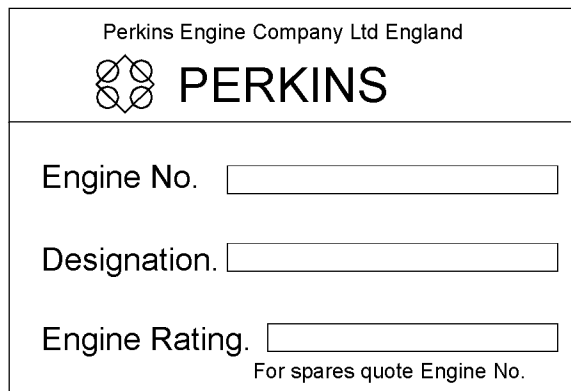 Perkins Engine Company Ltd England
PERKINS
Engine No.
Designation.
Engine Rating.
For spares quote Engine No.